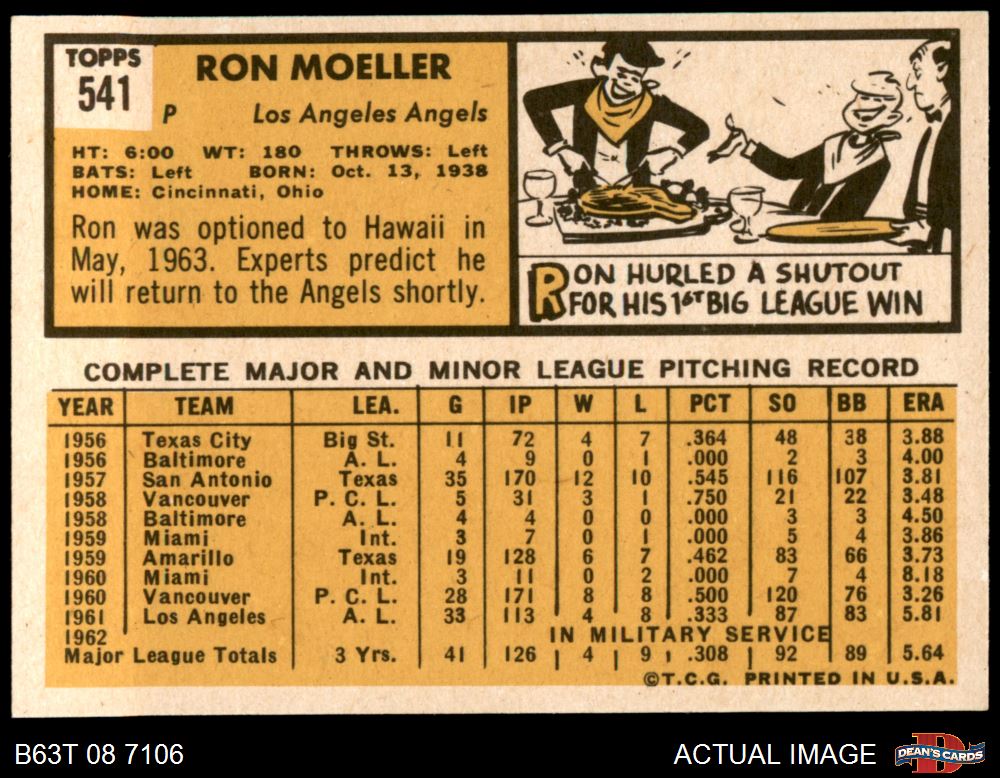 TOPPS
541
RON MOELLER
P Los Angeles Angels
HT: 6:00 WT: 180 THROWS: Left
BATS: Left BORN: Oct. 13, 1938
HOME: Cincinnati, Ohio
Ron was optioned to Hawaii in
May, 1963. Experts predict he
will return to the Angels shortly.
RON HURLED A SHUTOUT
FOR HIS 1ST BIG LEAGUE WIN
COMPLETE MAJOR AND MINOR LEAGUE PITCHING RECORD
YEAR TEAM LEA. G IP W L PCT SO BB ERA
1956 Texas City Big St. 11 72 4 7 .364 48 38 3.88
1956 Baltimore A. L. 4 9 0 1 .000 2 3 4.00
1957 San Antonio Texas 35 170 12 10 .545 116 107 3.81
1958 Vancouver P. C. L. 5 31 3 1 .750 21 22 3.48
1958 Baltimore A. L. 4 4 0 0 .000 3 3 4.50
1959 Miami Int. 3 7 0 1 .000 5 4 3.86
1959 Amarillo Texas 19 128 6 7 .462 83 66 3.73
1960 Miami Int. 3 11 0 2 .000 7 4 8.18
1960 Vancouver P. C. L. 28 171 8 8 .500 120 76 3.26
1961 Los Angeles A. L. 33 113 4 8 .333 87 83 5.81
1962 IN MILITARY SERVICE
Major League Totals 3 Yrs. 41 126 4 9 .308 92 89 5.64
©T.C.G. PRINTED IN U.S.A.
B63T 08 7106 ACTUAL IMAGE DEAN'S CARDS